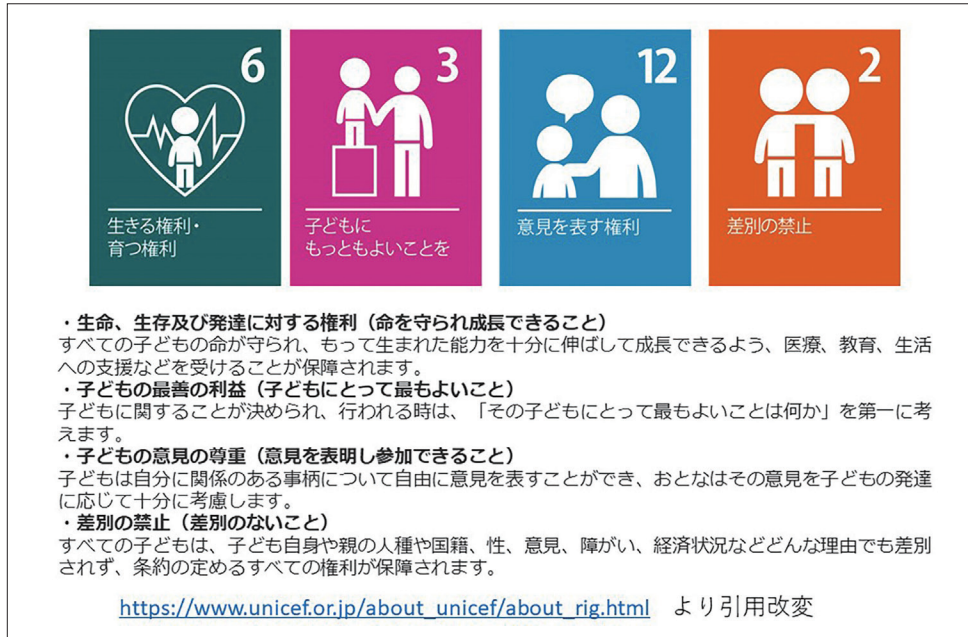 6
生きる権利・
育つ権利
3
子どもに
もっともよいことを
12
意見を表す権利
2
差別の禁止
・生命、生存及び発達に対する権利（命を守られ成長できること）
すべての子どもの命が守られ、もって生まれた能力を十分に伸ばして成長できるよう、医療、教育、生活
への支援などを受けることが保障されます。
・子どもの最善の利益（子どもにとって最もよいこと）
子どもに関することが決められ、行われる時は、「その子どもにとって最もよいことは何か」を第一に考
えます。
・子どもの意見の尊重（意見を表明し参加できること）
子どもは自分に関係のある事柄について自由に意見を表すことができ、おとなはその意見を子どもの発達
に応じて十分に考慮します。
・差別の禁止（差別のないこと）
すべての子どもは、子ども自身や親の人種や国籍、性、意見、障がい、経済状況などどんな理由でも差別
されず、条約の定めるすべての権利が保障されます。
https://www.unicef.or.jp/about_unicef/about_rig.html より引用改変